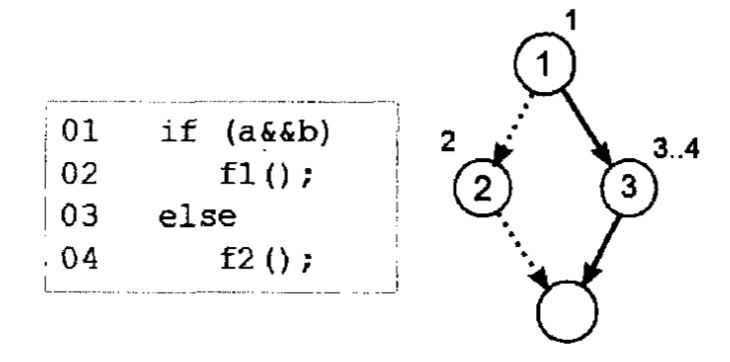 01 if (a&&b)
02 f1();
03 else
04 f2();
1
1
2
2
3
3..4